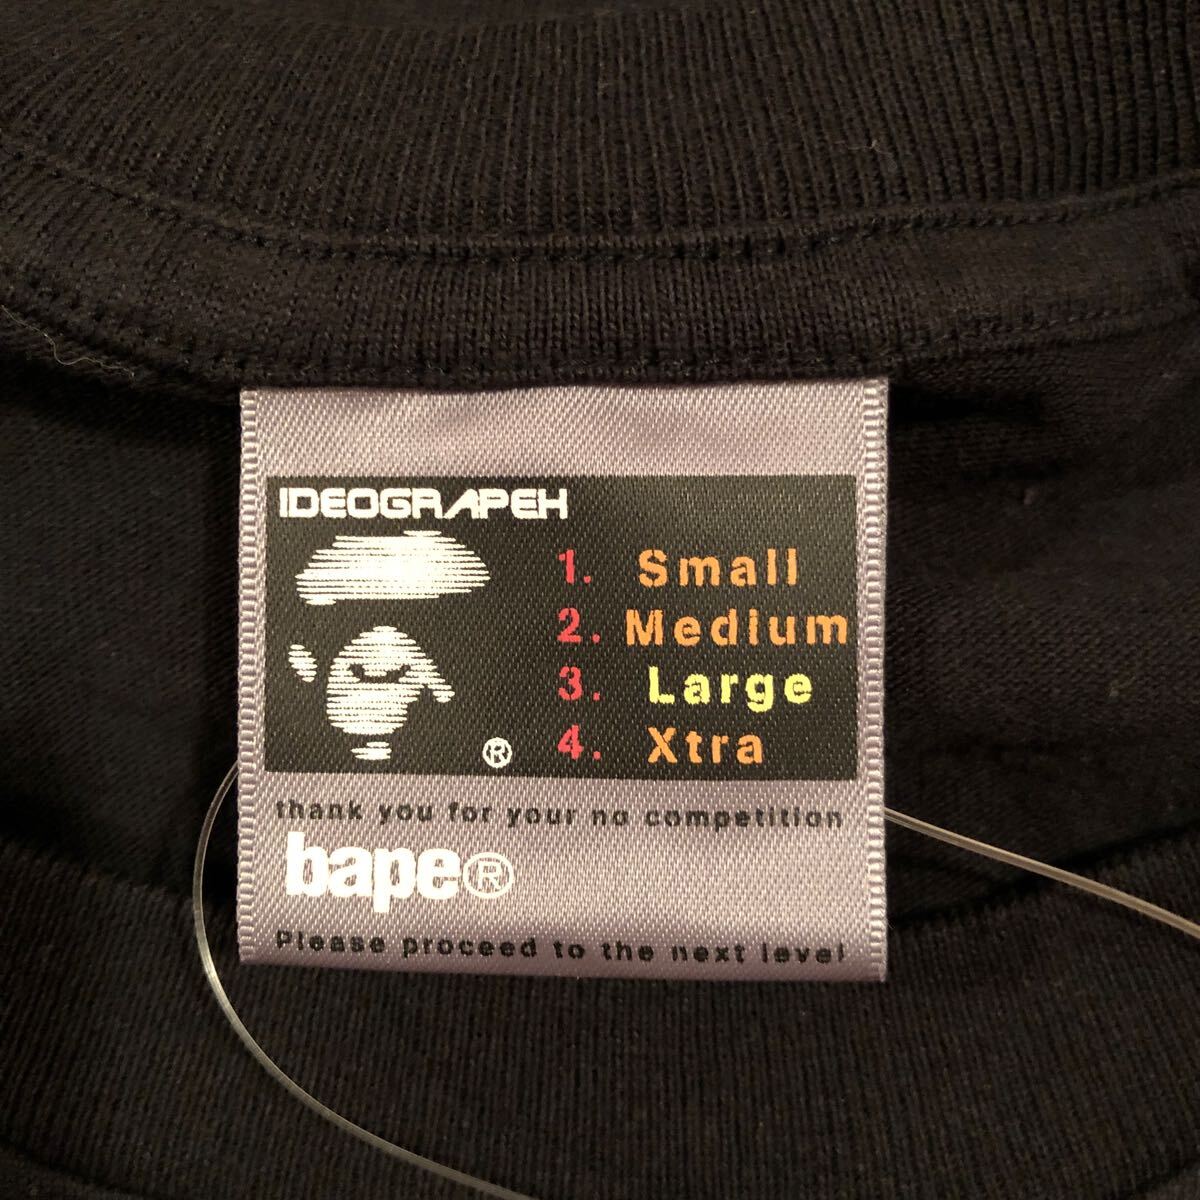 IDEOGRAPEH
1. Small
2. Medium
3. Large
4. Xtra
®
thank you for your no competition
bape®
Please proceed to the next level